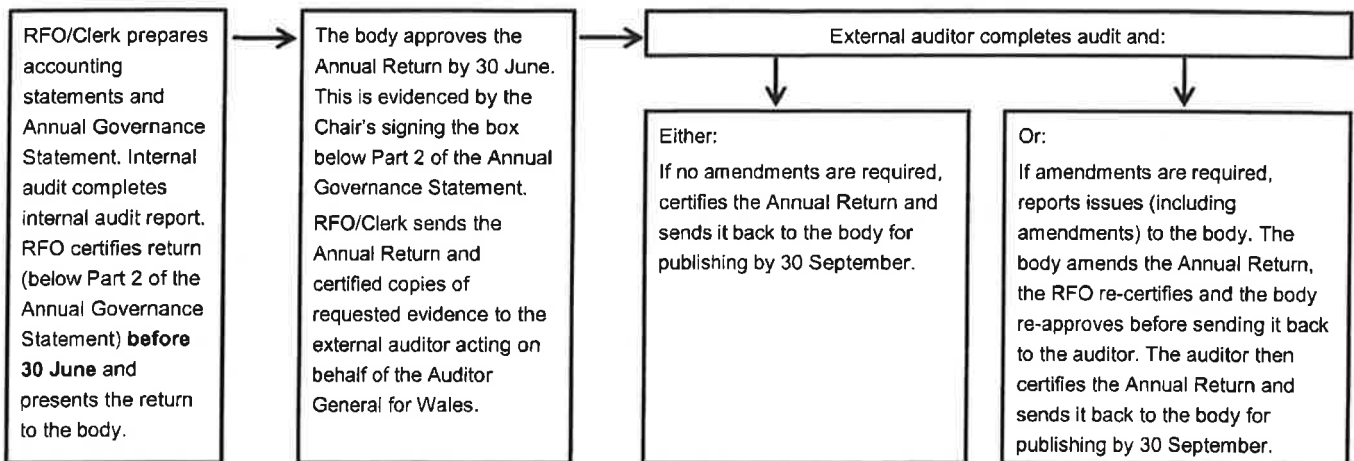 RFO/Clerk prepares
accounting
statements and
Annual Governance
Statement. Internal
audit completes
internal audit report.
RFO certifies return
(below Part 2 of the
Annual Governance
Statement) before
30 June and
presents the return
to the body.
The body approves the
Annual Return by 30 June.
This is evidenced by the
Chair's signing the box
below Part 2 of the Annual
Governance Statement.
RFO/Clerk sends the
Annual Return and
certified copies of
requested evidence to the
external auditor acting on
behalf of the Auditor
General for Wales.
External auditor completes audit and:
Either:
If no amendments are required,
certifies the Annual Return and
sends it back to the body for
publishing by 30 September.
Or:
If amendments are required,
reports issues (including
amendments) to the body. The
body amends the Annual Return,
the RFO re-certifies and the body
re-approves before sending it back
to the auditor. The auditor then
certifies the Annual Return and
sends it back to the body for
publishing by 30 September.